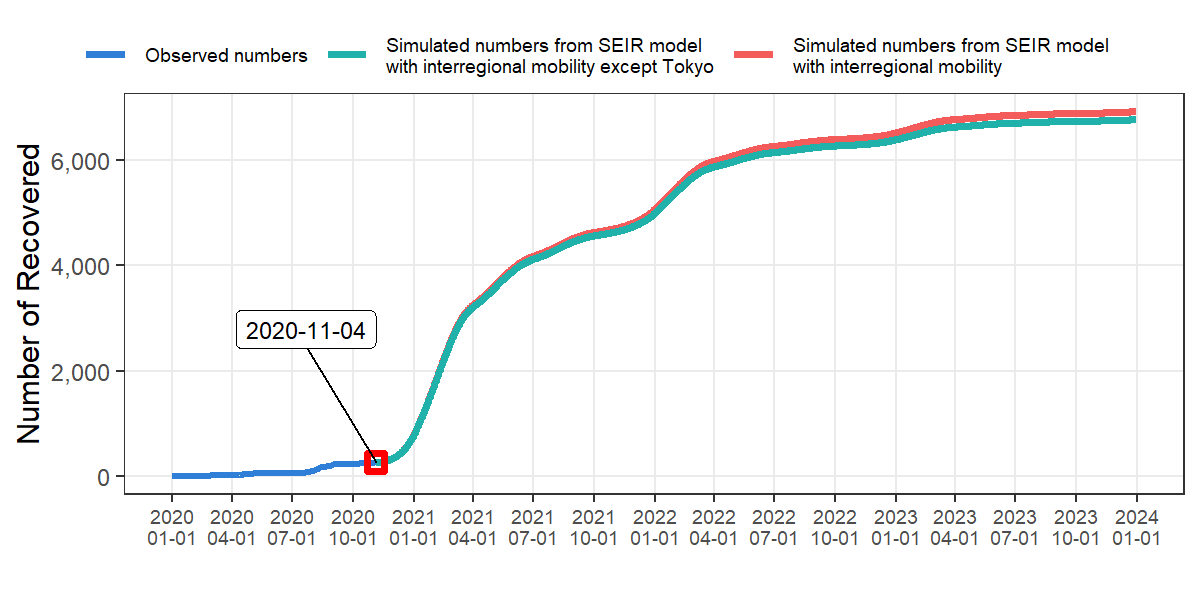 Observed numbers
Simulated numbers from SEIR model
with interregional mobility except Tokyo
Simulated numbers from SEIR model
with interregional mobility
Number of Recovered
6,000
4,000
2,000
0
2020-11-04
2020 2020 2020 2020 2021 2021 2021 2021 2022 2022 2022 2022 2023 2023 2023 2023 2024
01-01 04-01 07-01 10-01 01-01 04-01 07-01 10-01 01-01 04-01 07-01 10-01 01-01 04-01 07-01 10-01 01-01